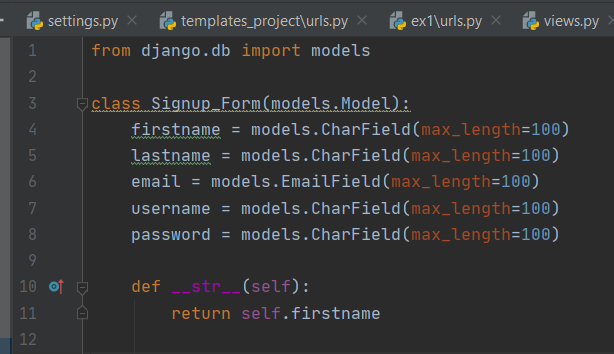 settings.py templates_project\urls.py ex1\urls.py views.py
1 from django.db import models
2
3 class Signup_Form(models.Model):
4     firstname = models.CharField(max_length=100)
5     lastname = models.CharField(max_length=100)
6     email = models.EmailField(max_length=100)
7     username = models.CharField(max_length=100)
8     password = models.CharField(max_length=100)
9
10     def __str__(self):
11         return self.firstname
12